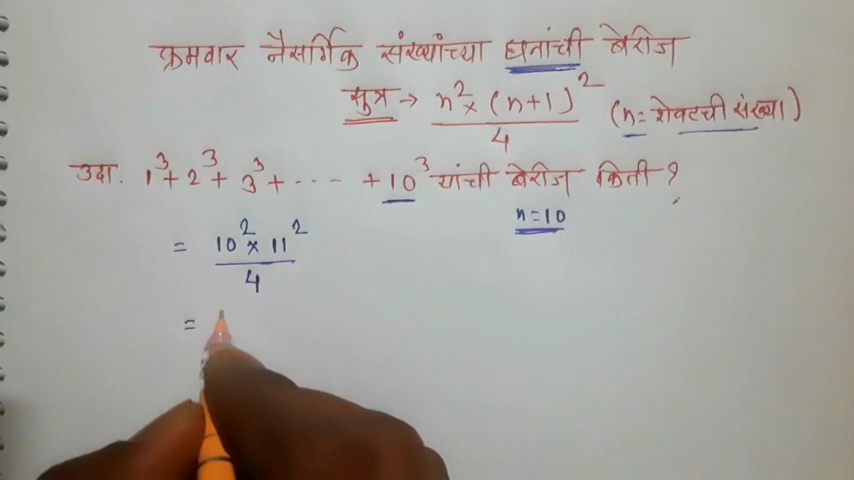 क्रमवार नैसर्गिक संख्यांच्या घनांची बेरीज
सुत्र → n² × (n+1)² / 4 (n = शेवटची संख्या)
उदा. 1³ + 2³ + 3³ + ---- + 10³ यांची बेरीज किती ?
n = 10
= 10² × 11² / 4
=